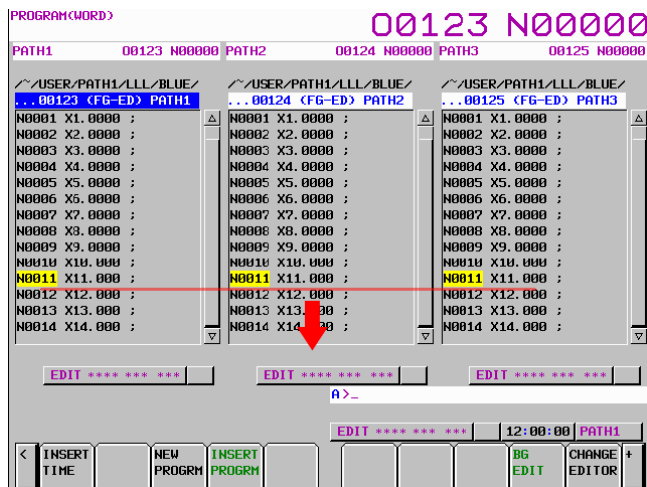 PROGRAM(WORD)
O0123 N00000
PATH1 O0123 N00000 PATH2 O0124 N00000 PATH3 O0125 N00000
/~/USER/PATH1/LLL/BLUE/ /~/USER/PATH1/LLL/BLUE/ /~/USER/PATH1/LLL/BLUE/
...O0123 (FG-ED) PATH1 ...O0124 (FG-ED) PATH2 ...O0125 (FG-ED) PATH3
N0001 X1.0000 ; N0001 X1.0000 ; N0001 X1.0000 ;
N0002 X2.0000 ; N0002 X2.0000 ; N0002 X2.0000 ;
N0003 X3.0000 ; N0003 X3.0000 ; N0003 X3.0000 ;
N0004 X4.0000 ; N0004 X4.0000 ; N0004 X4.0000 ;
N0005 X5.0000 ; N0005 X5.0000 ; N0005 X5.0000 ;
N0006 X6.0000 ; N0006 X6.0000 ; N0006 X6.0000 ;
N0007 X7.0000 ; N0007 X7.0000 ; N0007 X7.0000 ;
N0008 X8.0000 ; N0008 X8.0000 ; N0008 X8.0000 ;
N0009 X9.0000 ; N0009 X9.0000 ; N0009 X9.0000 ;
N0010 X10.000 ; N0010 X10.000 ; N0010 X10.000 ;
N0011 X11.000 ; N0011 X11.000 ; N0011 X11.000 ;
N0012 X12.000 ; N0012 X12.000 ; N0012 X12.000 ;
N0013 X13.000 ; N0013 X13.000 ; N0013 X13.000 ;
N0014 X14.000 ; N0014 X14.000 ; N0014 X14.000 ;
EDIT **** *** *** EDIT **** *** *** EDIT **** *** ***
A>_
EDIT **** *** *** 12:00:00 PATH1
< INSERT NEW INSERT BG CHANGE +
TIME PROGRM PROGRM EDIT EDITOR